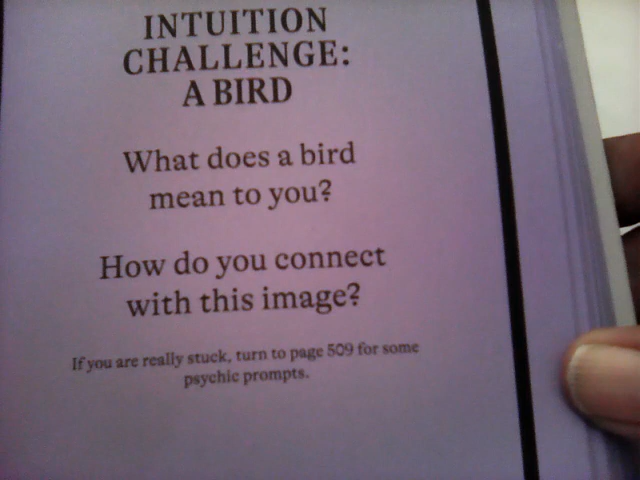 INTUITION
CHALLENGE:
A BIRD
What does a bird
mean to you?
How do you connect
with this image?
If you are really stuck, turn to page 509 for some
psychic prompts.